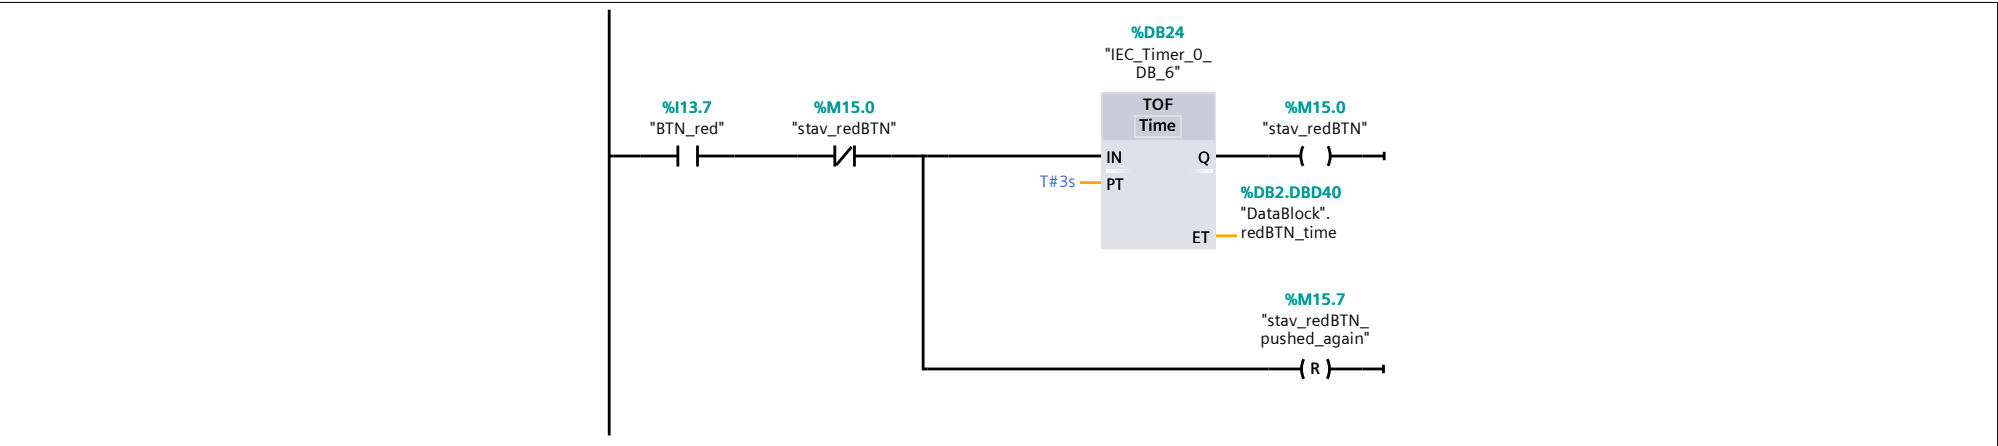 %DB24
"IEC_Timer_0_
DB_6"
%I13.7
"BTN_red"
%M15.0
"stav_redBTN"
TOF
Time
%M15.0
"stav_redBTN"
IN
Q
T#3s
PT
%DB2.DBD40
"DataBlock".
redBTN_time
ET
%M15.7
"stav_redBTN_
pushed_again"
R